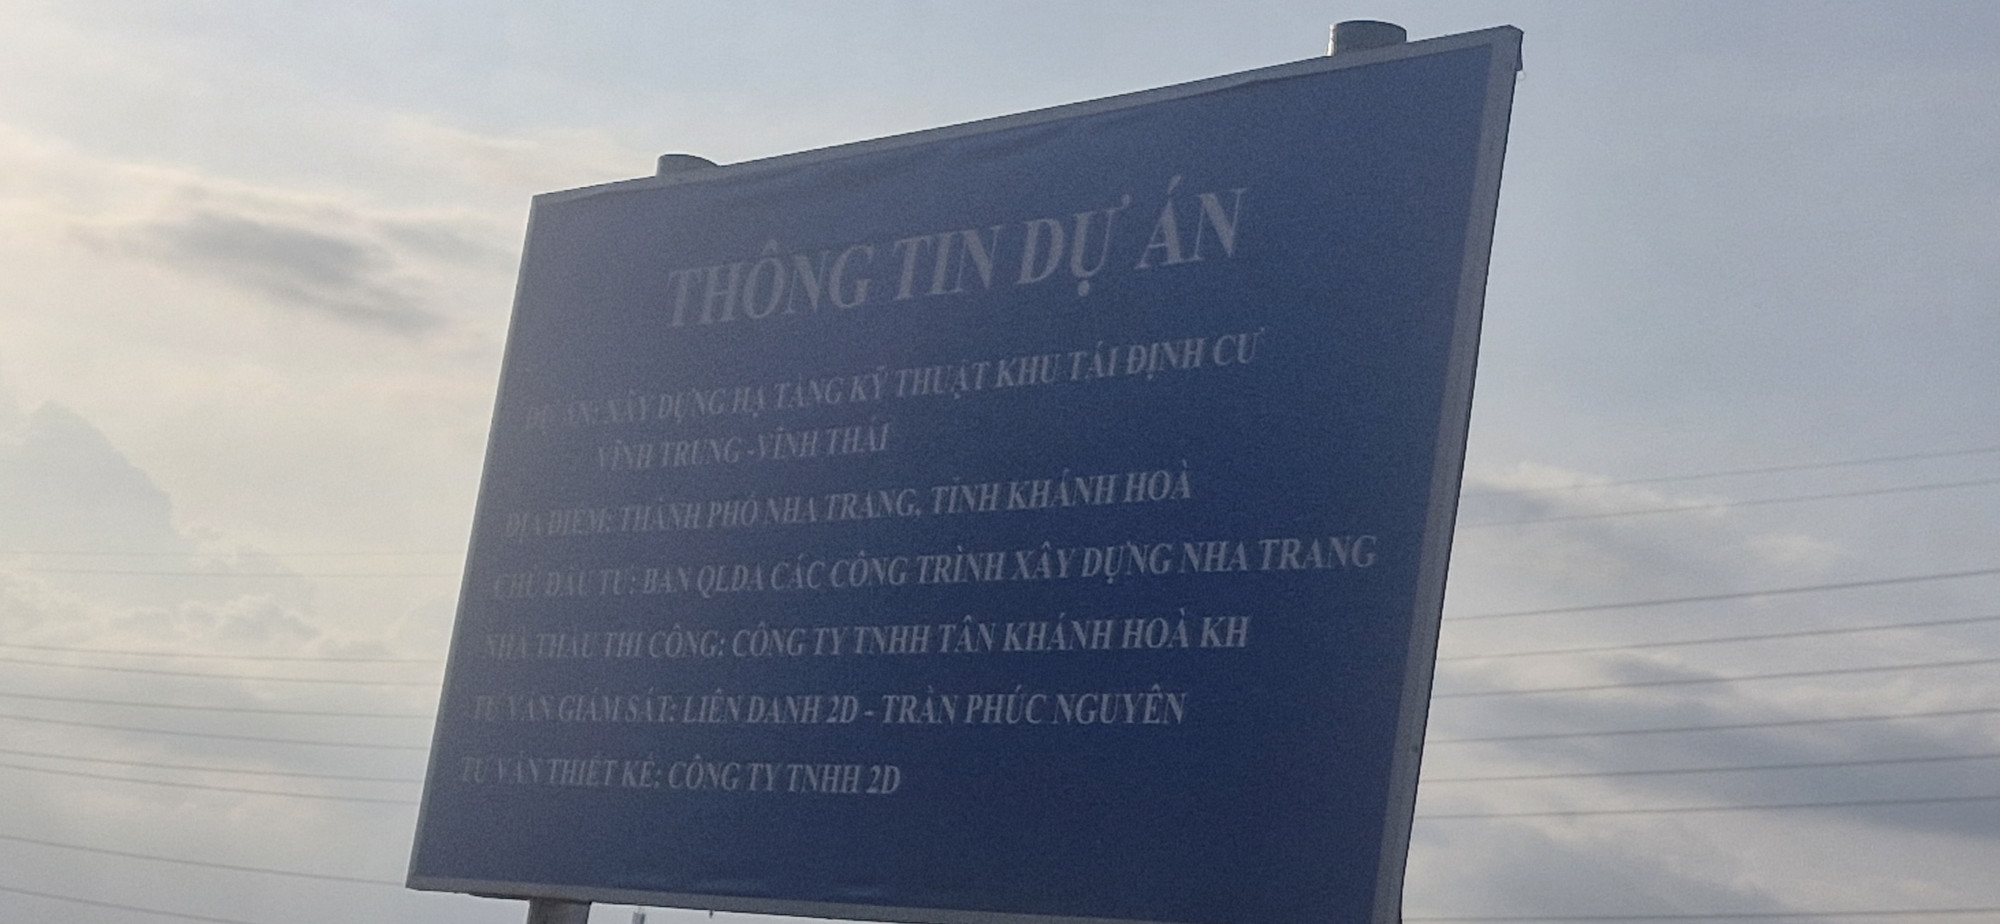 THÔNG TIN DỰ ÁN
DỰ ÁN: XÂY DỰNG HẠ TẦNG KỸ THUẬT KHU TÁI ĐỊNH CƯ
VĨNH TRUNG -VĨNH THÁI
ĐỊA ĐIỂM: THÀNH PHỐ NHA TRANG, TỈNH KHÁNH HOÀ
CHỦ ĐẦU TƯ: BAN QLDA CÁC CÔNG TRÌNH XÂY DỰNG NHA TRANG
NHÀ THẦU THI CÔNG: CÔNG TY TNHH TÂN KHÁNH HOÀ KH
TƯ VẤN GIÁM SÁT: LIÊN DANH 2D - TRẦN PHÚC NGUYÊN
TƯ VẤN THIẾT KẾ: CÔNG TY TNHH 2D